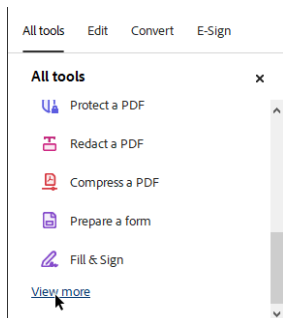 All tools Edit Convert E-Sign
All tools
Protect a PDF
Redact a PDF
Compress a PDF
Prepare a form
Fill & Sign
View more